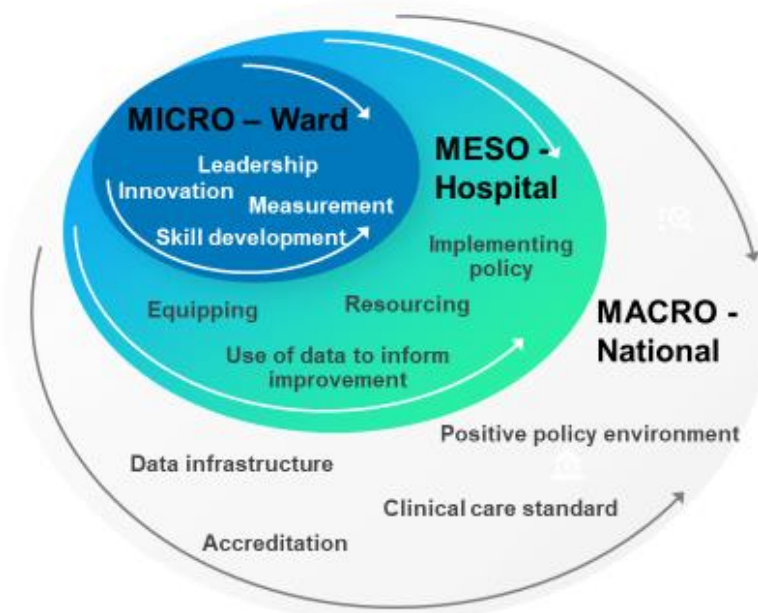 MICRO – Ward
Leadership
Innovation
Measurement
Skill development
MESO -
Hospital
Implementing
policy
Equipping
Resourcing
Use of data to inform
improvement
MACRO -
National
Positive policy environment
Data infrastructure
Clinical care standard
Accreditation